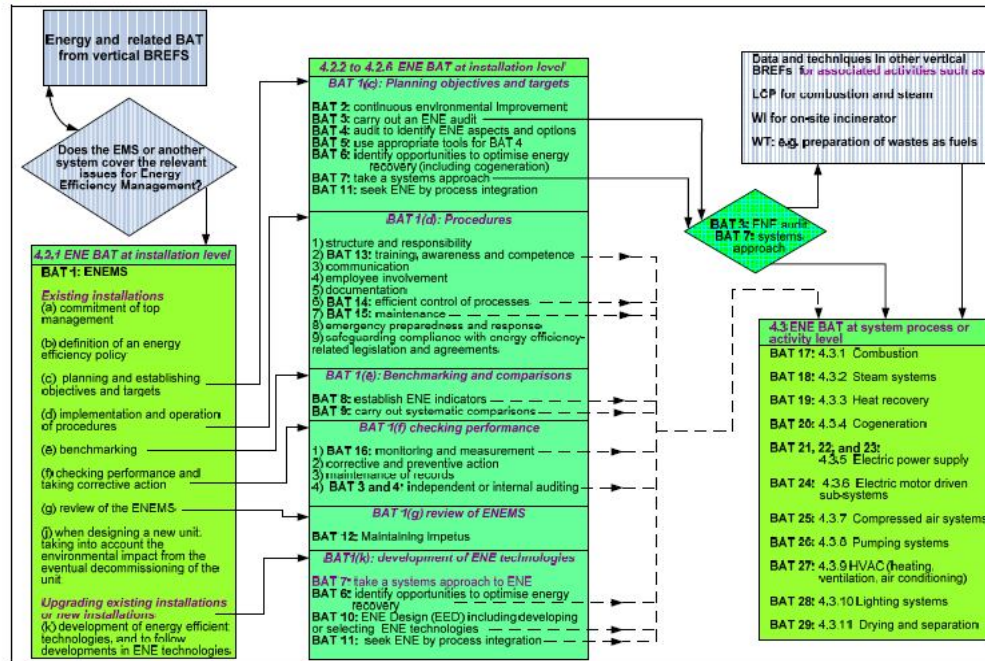 Energy and related BAT
from vertical BREFS
Does the EMS or another
system cover the relevant
issues for Energy
Efficiency Management?
4.2.1 ENE BAT at installation level
BAT 1: ENEMS
Existing installations
(a) commitment of top
management
(b) definition of an energy
efficiency policy
(c) planning and establishing
objectives and targets
(d) implementation and operation
of procedures
(e) benchmarking
(f) checking performance and
taking corrective action
(g) review of the ENEMS
(j) when designing a new unit,
taking into account the
environmental impact from the
eventual decommissioning of the
unit
Upgrading existing installations
or new installations
(k) development of energy efficient
technologies, and to follow
developments in ENE technologies.
4.2.2 to 4.2.8 ENE BAT at installation level
BAT 1(c): Planning objectives and targets
BAT 2: continuous environmental Improvement
BAT 3: carry out an ENE audit
BAT 4: audit to identify ENE aspects and options
BAT 5: use appropriate tools for BAT 4
BAT 6: identify opportunities to optimise energy
recovery (including cogeneration)
BAT 7: take a systems approach
BAT 11: seek ENE by process integration
BAT 1(d): Procedures
1) structure and responsibility
2) BAT 13: training, awareness and competence
3) communication
4) employee involvement
5) documentation
6) BAT 14: efficient control of processes
7) BAT 15: maintenance
8) emergency preparedness and response
9) safeguarding compliance with energy efficiency-
related legislation and agreements
BAT 1(e): Benchmarking and comparisons
BAT 8: establish ENE indicators
BAT 9: carry out systematic comparisons
BAT 1(f) checking performance
1) BAT 16: monitoring and measurement
2) corrective and preventive action
3) maintenance of records
4) BAT 3 and 4: independent or internal auditing
BAT 1(g) review of ENEMS
BAT 12: Maintaining Impetus
BAT1(k): development of ENE technologies
BAT 7: take a systems approach to ENE
BAT 6: identify opportunities to optimise energy
recovery
BAT 10: ENE Design (EED) including developing
or selecting ENE technologies
BAT 11: seek ENE by process integration
Data and techniques in other vertical
BREFs for associated activities such as
LCP for combustion and steam
WI for on-site incinerator
WT: e.g. preparation of wastes as fuels
BAT 3: ENE audit
BAT 7: systems
approach
4.3 ENE BAT at system process or
activity level
BAT 17: 4.3.1 Combustion
BAT 18: 4.3.2 Steam systems
BAT 19: 4.3.3 Heat recovery
BAT 20: 4.3.4 Cogeneration
BAT 21, 22, and 23:
4.3.5 Electric power supply
BAT 24: 4.3.6 Electric motor driven
sub-systems
BAT 25: 4.3.7 Compressed air systems
BAT 26: 4.3.8 Pumping systems
BAT 27: 4.3.9 HVAC (heating,
ventilation, air conditioning)
BAT 28: 4.3.10 Lighting systems
BAT 29: 4.3.11 Drying and separation